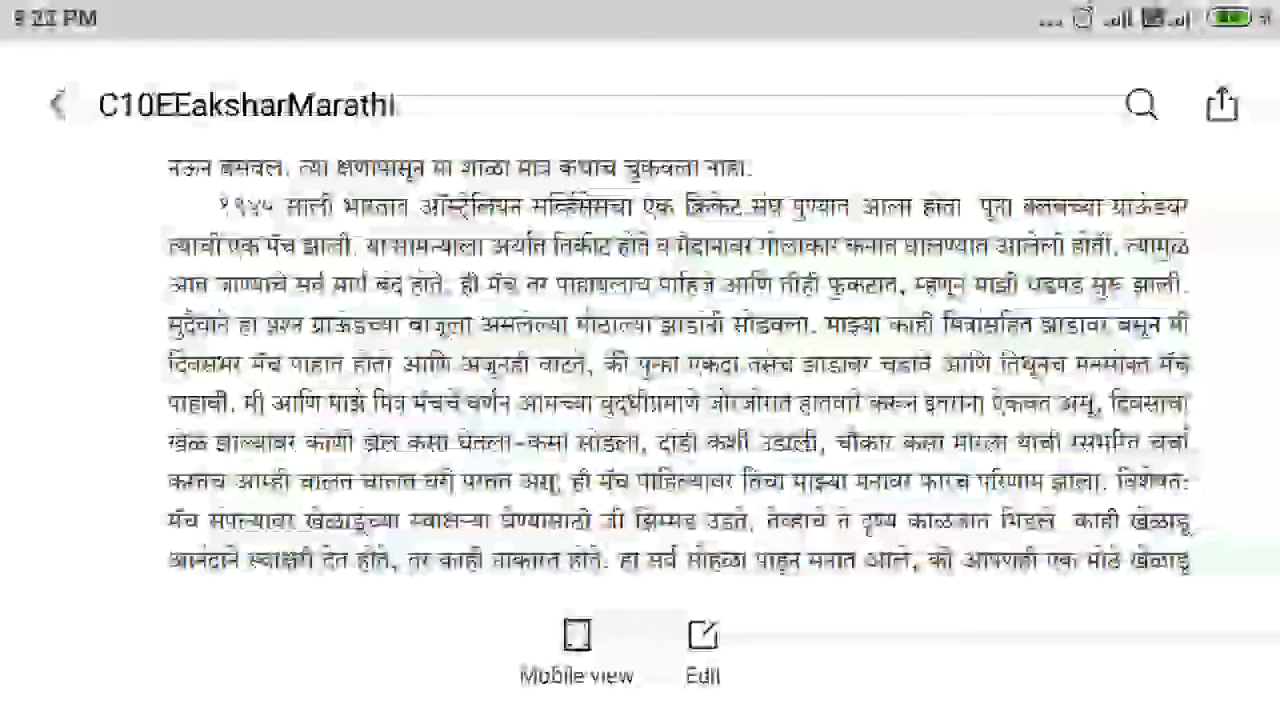 9:22 PM
C10EEaksharMarathi
नेऊन बसवले. त्या क्षणापासून मी शाळा मात्र कधीच चुकवली नाही.
१९४५ साली भारतात ऑस्ट्रेलियन सर्व्हिसेसचा एक क्रिकेट संघ पुण्यात आला होता पूना क्लबच्या ग्राऊंडवर
त्यांची एक मॅच झाली. या सामन्याला अर्थात तिकीट होते व मैदानावर गोलाकार कनात घालण्यात आलेली होती. त्यामुळे
आत जाण्याचे सर्व मार्ग बंद होते. ही मॅच तर पाहायलाच पाहिजे आणि तीही फुकटात, म्हणून माझी धडपड सुरू झाली.
सुदैवाने हा प्रश्न ग्राऊंडच्या बाजूला असलेल्या मोठाल्या झाडांनी सोडवला. माझ्या काही मित्रांसहित झाडावर बसून मी
दिवसभर मॅच पाहात होतो आणि अजूनही वाटते, की पुन्हा एकदा तसेच झाडावर चढावे आणि तिथूनच मनसोक्त मॅच
पाहावी. मी आणि माझे मित्र मॅचचे वर्णन आमच्या बुद्धीप्रमाणे जोरजोरात हातवारे करून इतरांना ऐकवत असू, दिवसाचा
खेळ झाल्यावर कोणी झेल कसा घेतला-कसा सोडला, दांडी कशी उडाली, चौकार कसा मारला याची रसभरित चर्चा
करतच आम्ही चालत चालत घरी परतत असू. ही मॅच पाहिल्यावर तिचा माझ्या मनावर फारच परिणाम झाला. विशेषतः
मॅच संपल्यावर खेळाडूंच्या स्वाक्षऱ्या घेण्यासाठी जी झिम्मड उडते, तेव्हाचे ते दृश्य काळजात भिडले काही खेळाडू
आनंदाने स्वाक्षरी देत होते, तर काही नाकारत होते. हा सर्व सोहळा पाहून मनात आले, की आपणही एक मोठे खेळाडू
Mobile view
Edit